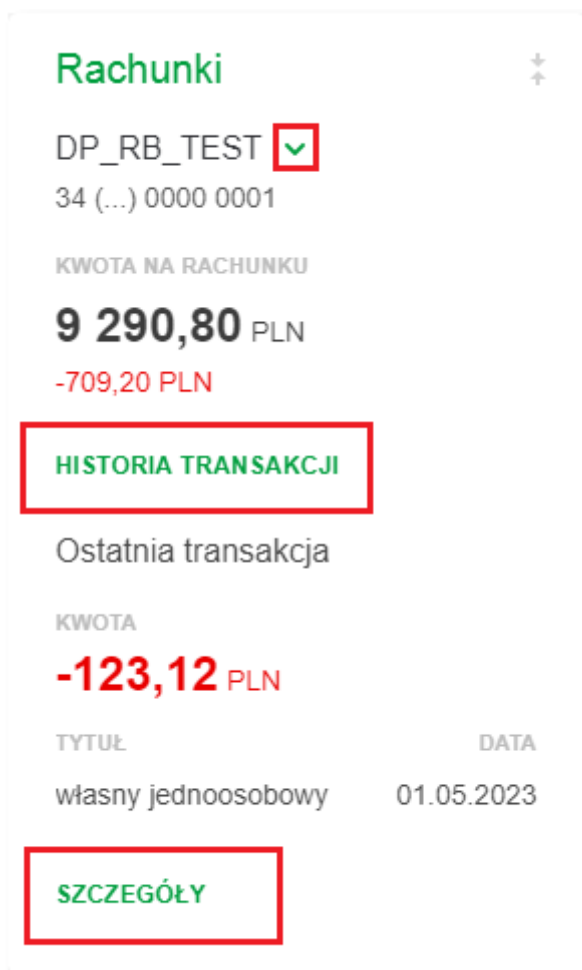 Rachunki
DP_RB_TEST
34 (...) 0000 0001
KWOTA NA RACHUNKU
9 290,80 PLN
-709,20 PLN
HISTORIA TRANSAKCJI
Ostatnia transakcja
KWOTA
-123,12 PLN
TYTUŁ DATA
własny jednoosobowy 01.05.2023
SZCZEGÓŁY